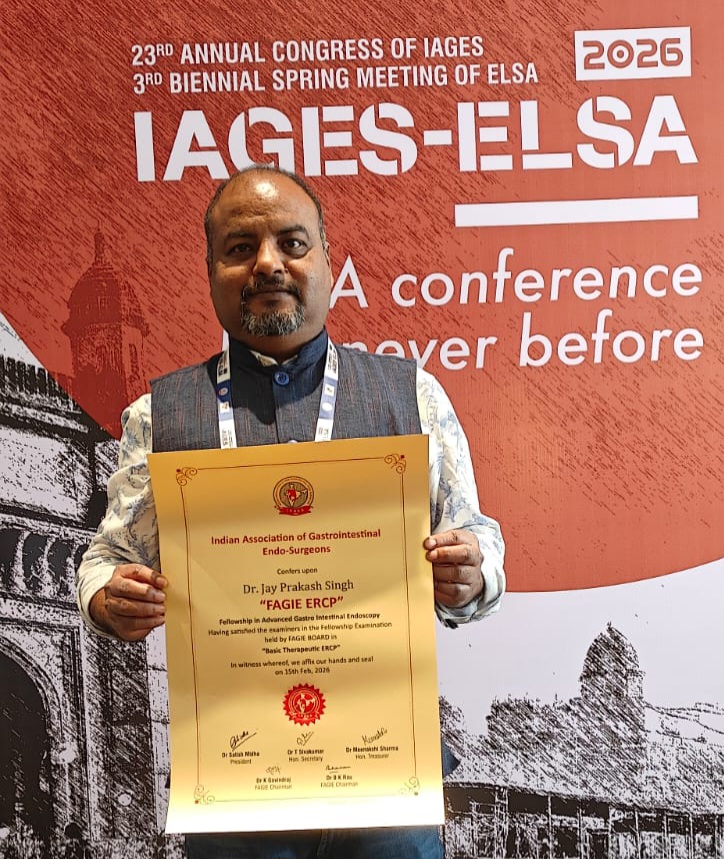 23RD ANNUAL CONGRESS OF IAGES
3RD BIENNIAL SPRING MEETING OF ELSA
2026
IAGES-ELSA
A conference
never before
Indian Association of Gastrointestinal
Endo-Surgeons
Confers upon
Dr. Jay Prakash Singh
“FAGIE ERCP”
Fellowship in Advanced Gastro Intestinal Endoscopy
Having satisfied the examiners in the Fellowship Examination
held by FAGIE BOARD in
“Basic Therapeutic ERCP”
In witness whereof, we affix our hands and seal
on 15th Feb, 2026
Dr Satish Midha
President
Dr T Sivakumar
Hon. Secretary
Dr Meenakshi Sharma
Hon. Treasurer
Dr K Govindraj
FAGIE Chairman
Dr B K Rao
FAGIE Chairman